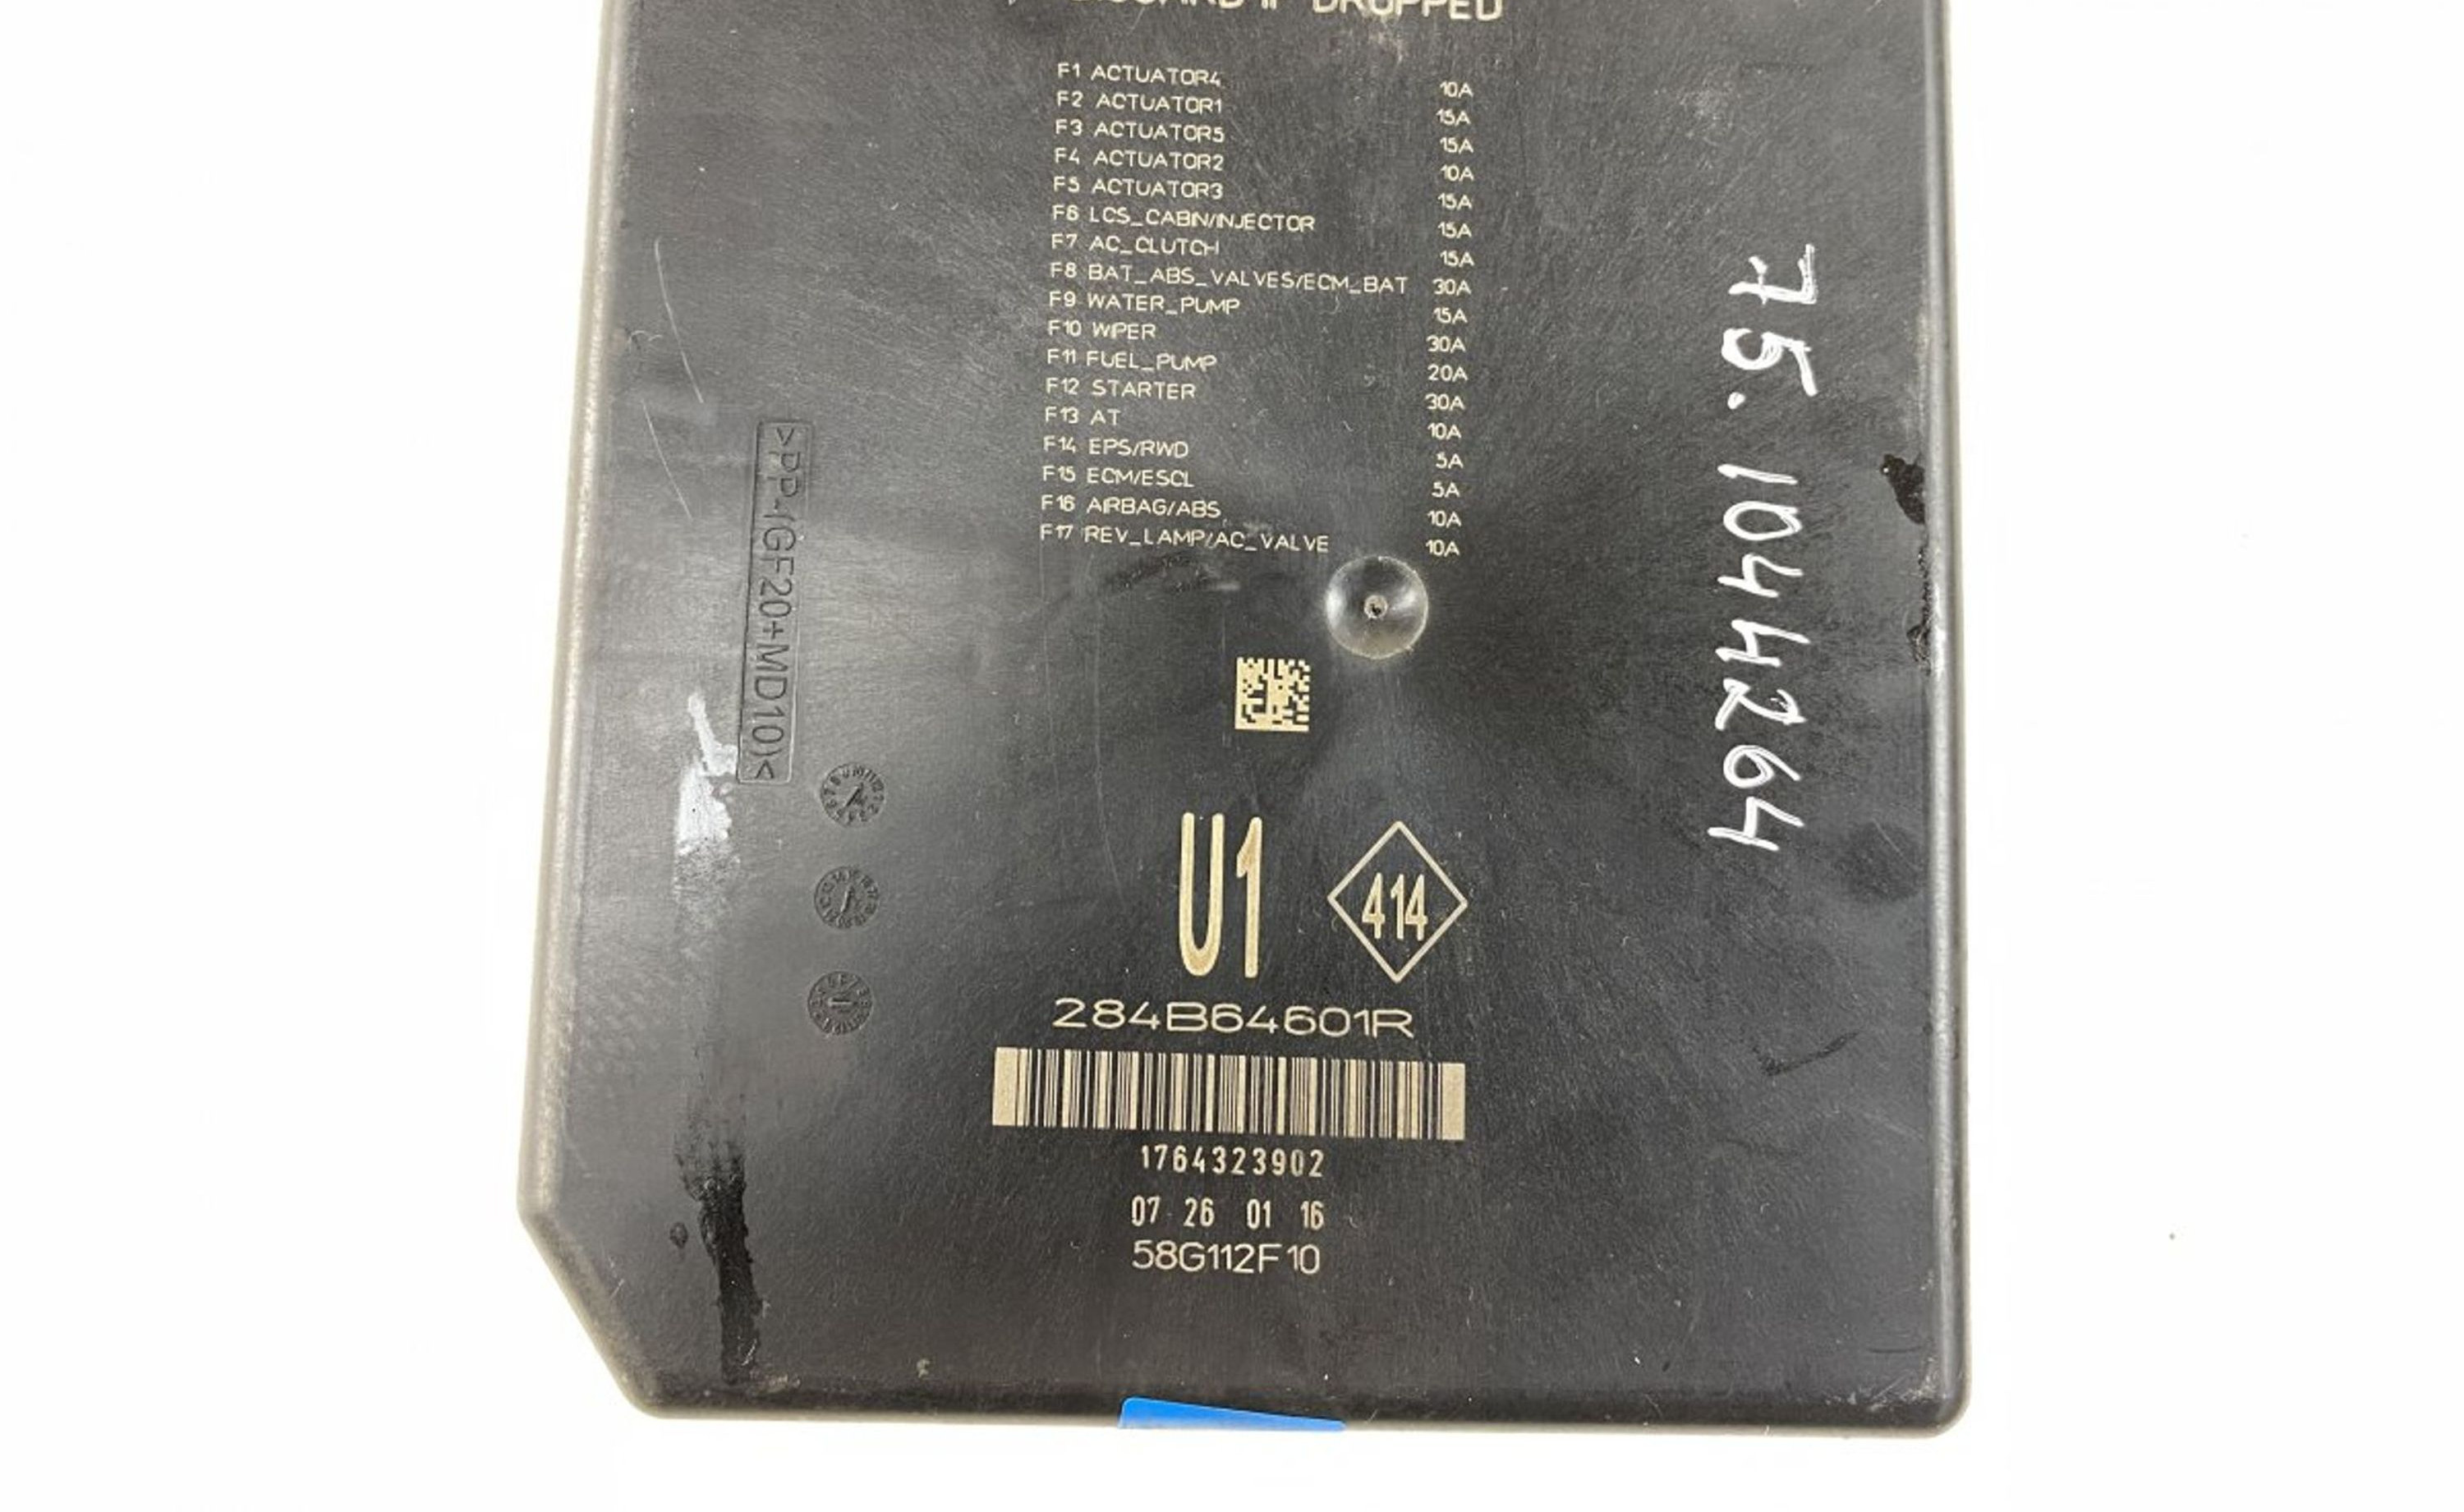 IF DROPPED
F1 ACTUATOR4 10A
F2 ACTUATOR1 15A
F3 ACTUATOR5 15A
F4 ACTUATOR2 10A
F5 ACTUATOR3 15A
F6 LCS_CABIN/INJECTOR 15A
F7 AC_CLUTCH 15A
F8 BAT_ABS_VALVES/ECM_BAT 30A
F9 WATER_PUMP 15A
F10 WIPER 30A
F11 FUEL_PUMP 20A
F12 STARTER 30A
F13 AT 10A
F14 EPS/RWD 5A
F15 ECM/ESCL 5A
F16 AIRBAG/ABS 10A
F17 REV_LAMP/AC_VALVE 10A
>PP-(GF20+MD10)<
75.1044264
U1
414
284B64601R
1764323902
07 26 01 16
58G112F10